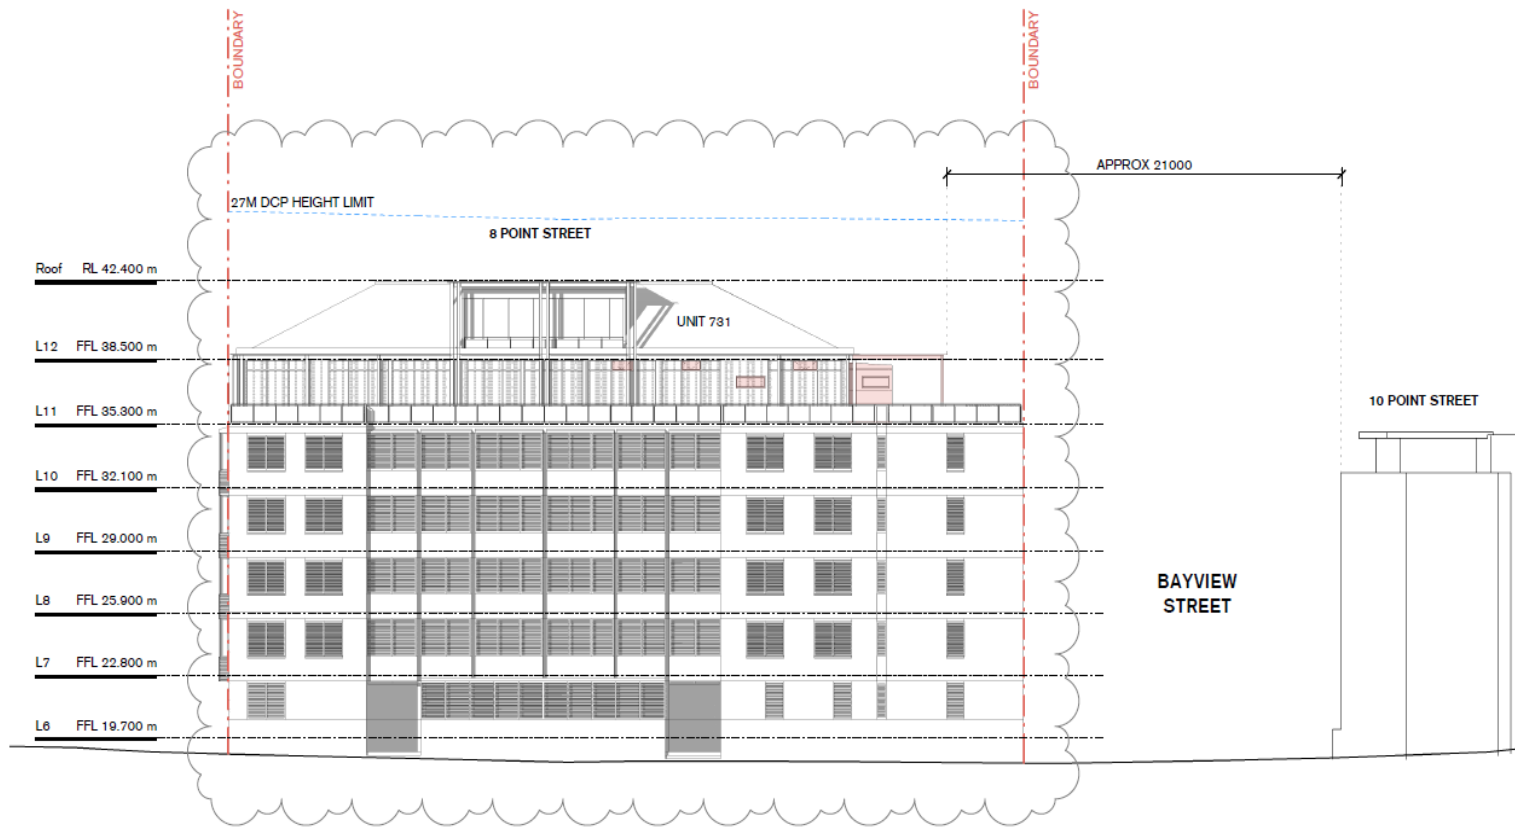 BOUNDARY
BOUNDARY
APPROX 21000
27M DCP HEIGHT LIMIT
8 POINT STREET
Roof RL 42.400 m
UNIT 731
L12 FFL 38.500 m
L11 FFL 35.300 m
10 POINT STREET
L10 FFL 32.100 m
L9 FFL 29.000 m
BAYVIEW
STREET
L8 FFL 25.900 m
L7 FFL 22.800 m
L6 FFL 19.700 m